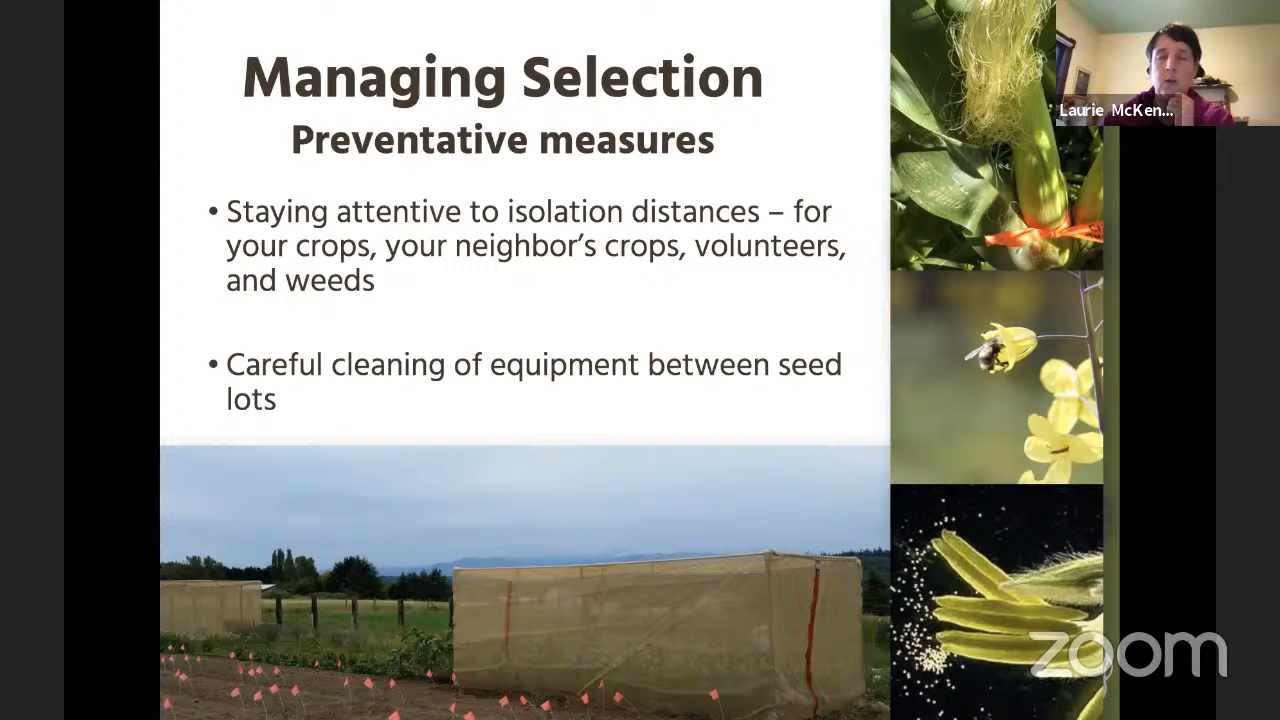 Managing Selection
Preventative measures
• Staying attentive to isolation distances – for
your crops, your neighbor's crops, volunteers,
and weeds
• Careful cleaning of equipment between seed
lots
Laurie McKen...
zoom